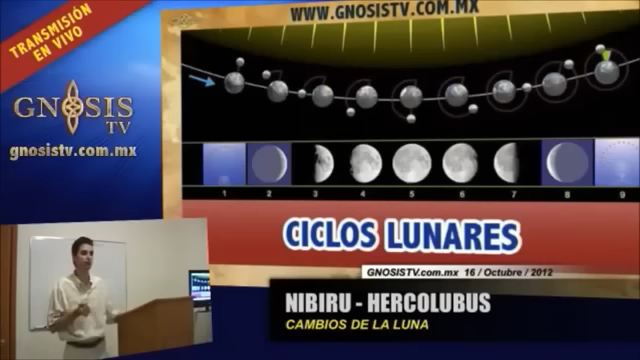 TRANSMISIÓN
EN VIVO
WWW.GNOSISTV.COM.MX
GNOSIS
TV
gnosistv.com.mx
1 2 3 4 5 6 7 8 9
CICLOS LUNARES
GNOSISTV.com.mx 16 / Octubre / 2012
NIBIRU - HERCOLUBUS
CAMBIOS DE LA LUNA